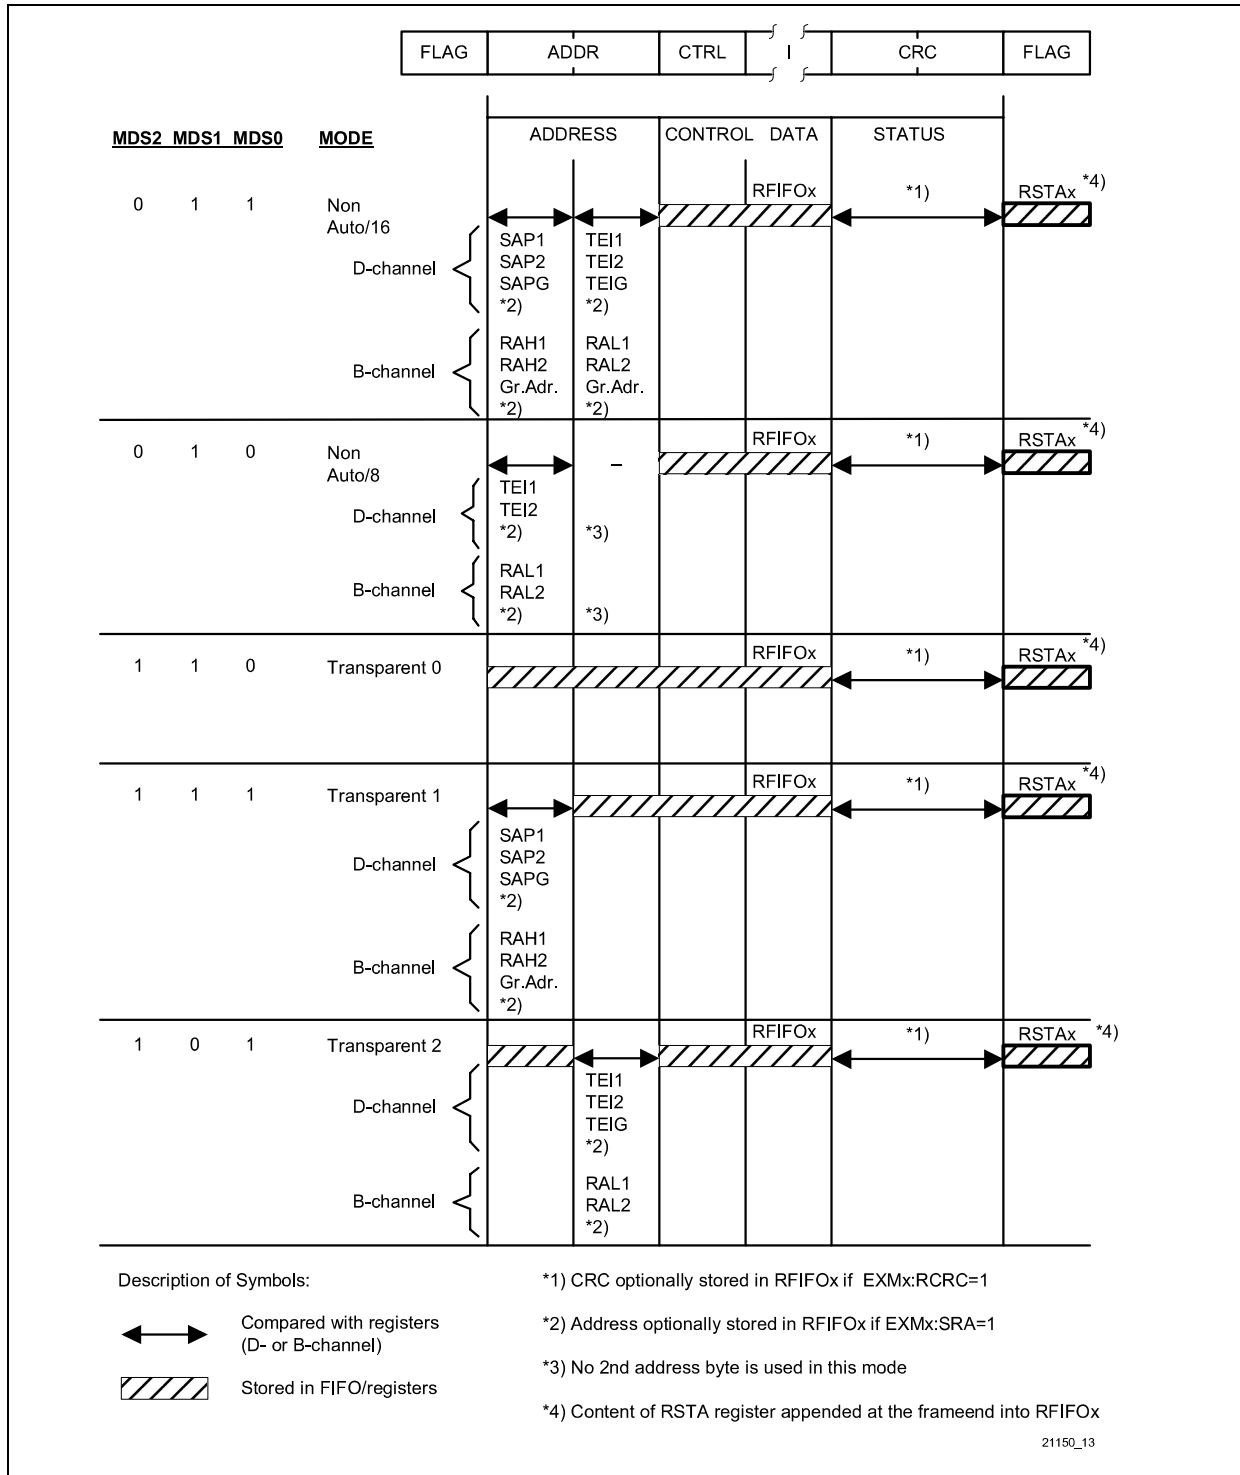 FLAG ADDR CTRL I CRC FLAG
MDS2 MDS1 MDS0 MODE ADDRESS CONTROL DATA STATUS
0 1 1 Non Auto/16 RFIFOx *1) RSTAx *4)
D-channel
SAP1 TEI1
SAP2 TEI2
SAPG TEIG
*2) *2)
B-channel
RAH1 RAL1
RAH2 RAL2
Gr.Adr. Gr.Adr.
*2) *2)
0 1 0 Non Auto/8 – RFIFOx *1) RSTAx *4)
D-channel
TEI1
TEI2
*2) *3)
B-channel
RAL1
RAL2
*2) *3)
1 1 0 Transparent 0 RFIFOx *1) RSTAx *4)
1 1 1 Transparent 1 RFIFOx *1) RSTAx *4)
D-channel
SAP1
SAP2
SAPG
*2)
B-channel
RAH1
RAH2
Gr.Adr.
*2)
1 0 1 Transparent 2 RFIFOx *1) RSTAx *4)
D-channel
TEI1
TEI2
TEIG
*2)
B-channel
RAL1
RAL2
*2)
Description of Symbols:
Compared with registers
(D- or B-channel)
Stored in FIFO/registers
*1) CRC optionally stored in RFIFOx if EXMx:RCRC=1
*2) Address optionally stored in RFIFOx if EXMx:SRA=1
*3) No 2nd address byte is used in this mode
*4) Content of RSTA register appended at the frameend into RFIFOx
21150_13